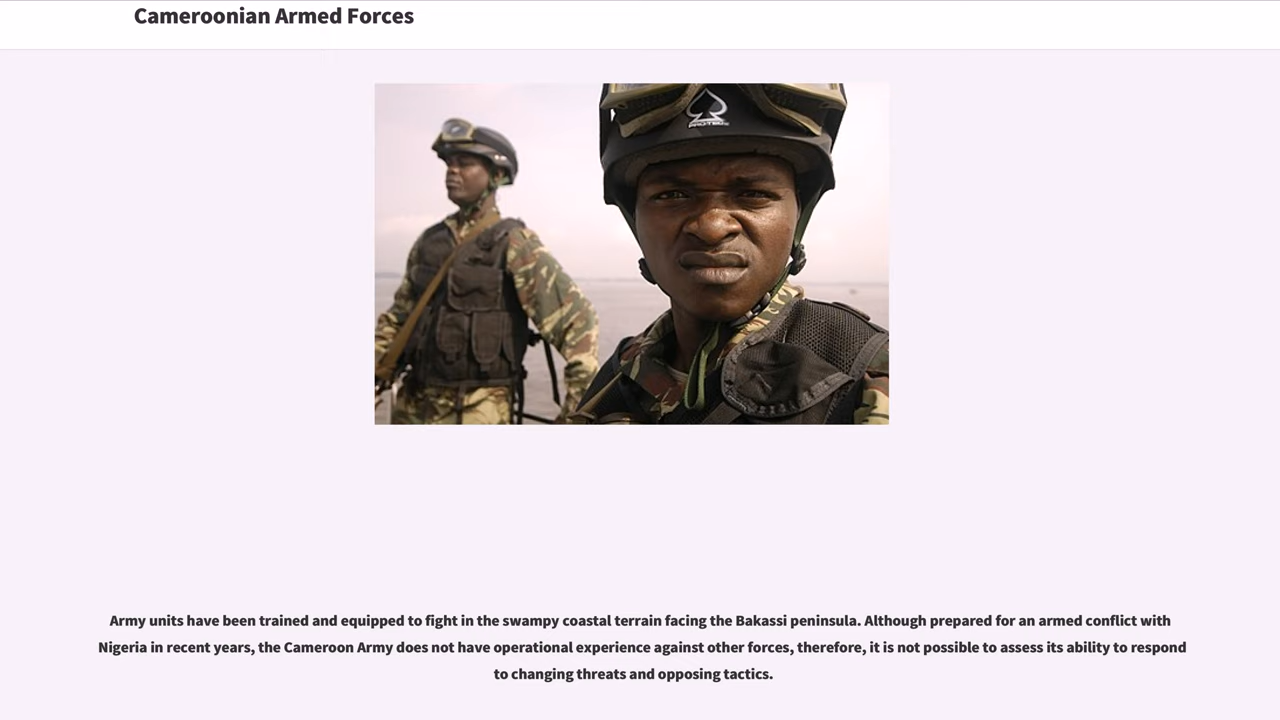 Cameroonian Armed Forces
Army units have been trained and equipped to fight in the swampy coastal terrain facing the Bakassi peninsula. Although prepared for an armed conflict with
Nigeria in recent years, the Cameroon Army does not have operational experience against other forces, therefore, it is not possible to assess its ability to respond
to changing threats and opposing tactics.